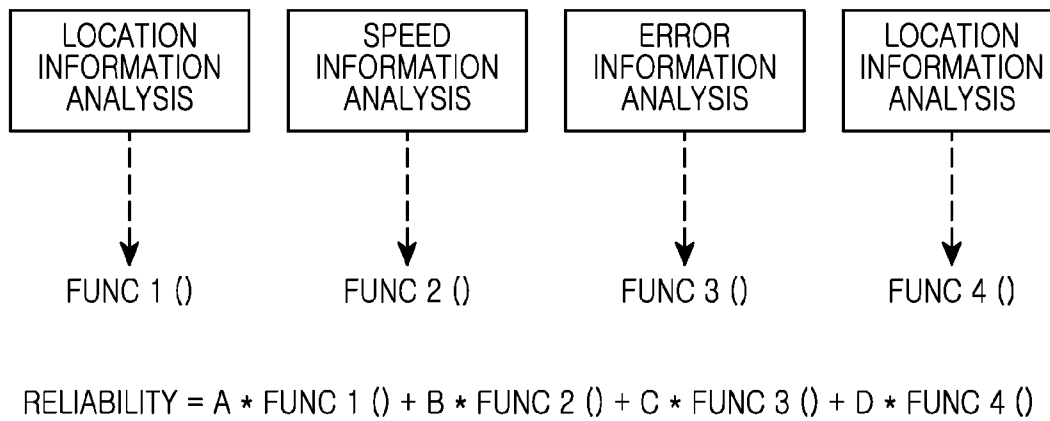 LOCATION
INFORMATION
ANALYSIS
SPEED
INFORMATION
ANALYSIS
ERROR
INFORMATION
ANALYSIS
LOCATION
INFORMATION
ANALYSIS
FUNC 1 ()
FUNC 2 ()
FUNC 3 ()
FUNC 4 ()
RELIABILITY = A * FUNC 1 () + B * FUNC 2 () + C * FUNC 3 () + D * FUNC 4 ()